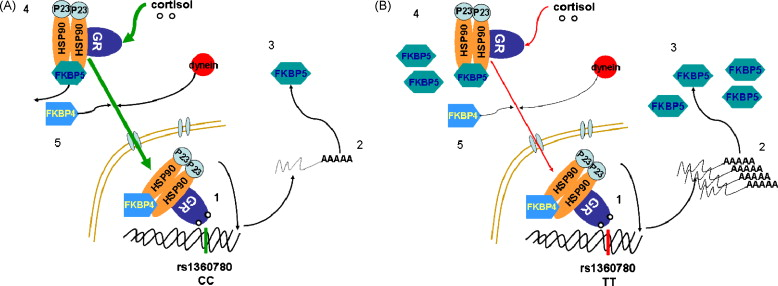 (A)
4
P23 P23
cortisol
HSP90
HSP90
GR
FKBP5
dynein
FKBP4
5
3
FKBP5
2
AAAAA
P23
P23
HSP90
HSP90
FKBP4
GR
1
rs1360780
CC
(B)
4
P23 P23
cortisol
HSP90
HSP90
GR
FKBP5
FKBP5
FKBP5
dynein
FKBP4
5
3
FKBP5
FKBP5
FKBP5
FKBP5
2
AAAAA
AAAAA
AAAAA
AAAAA
P23
P23
HSP90
HSP90
FKBP4
GR
1
rs1360780
TT